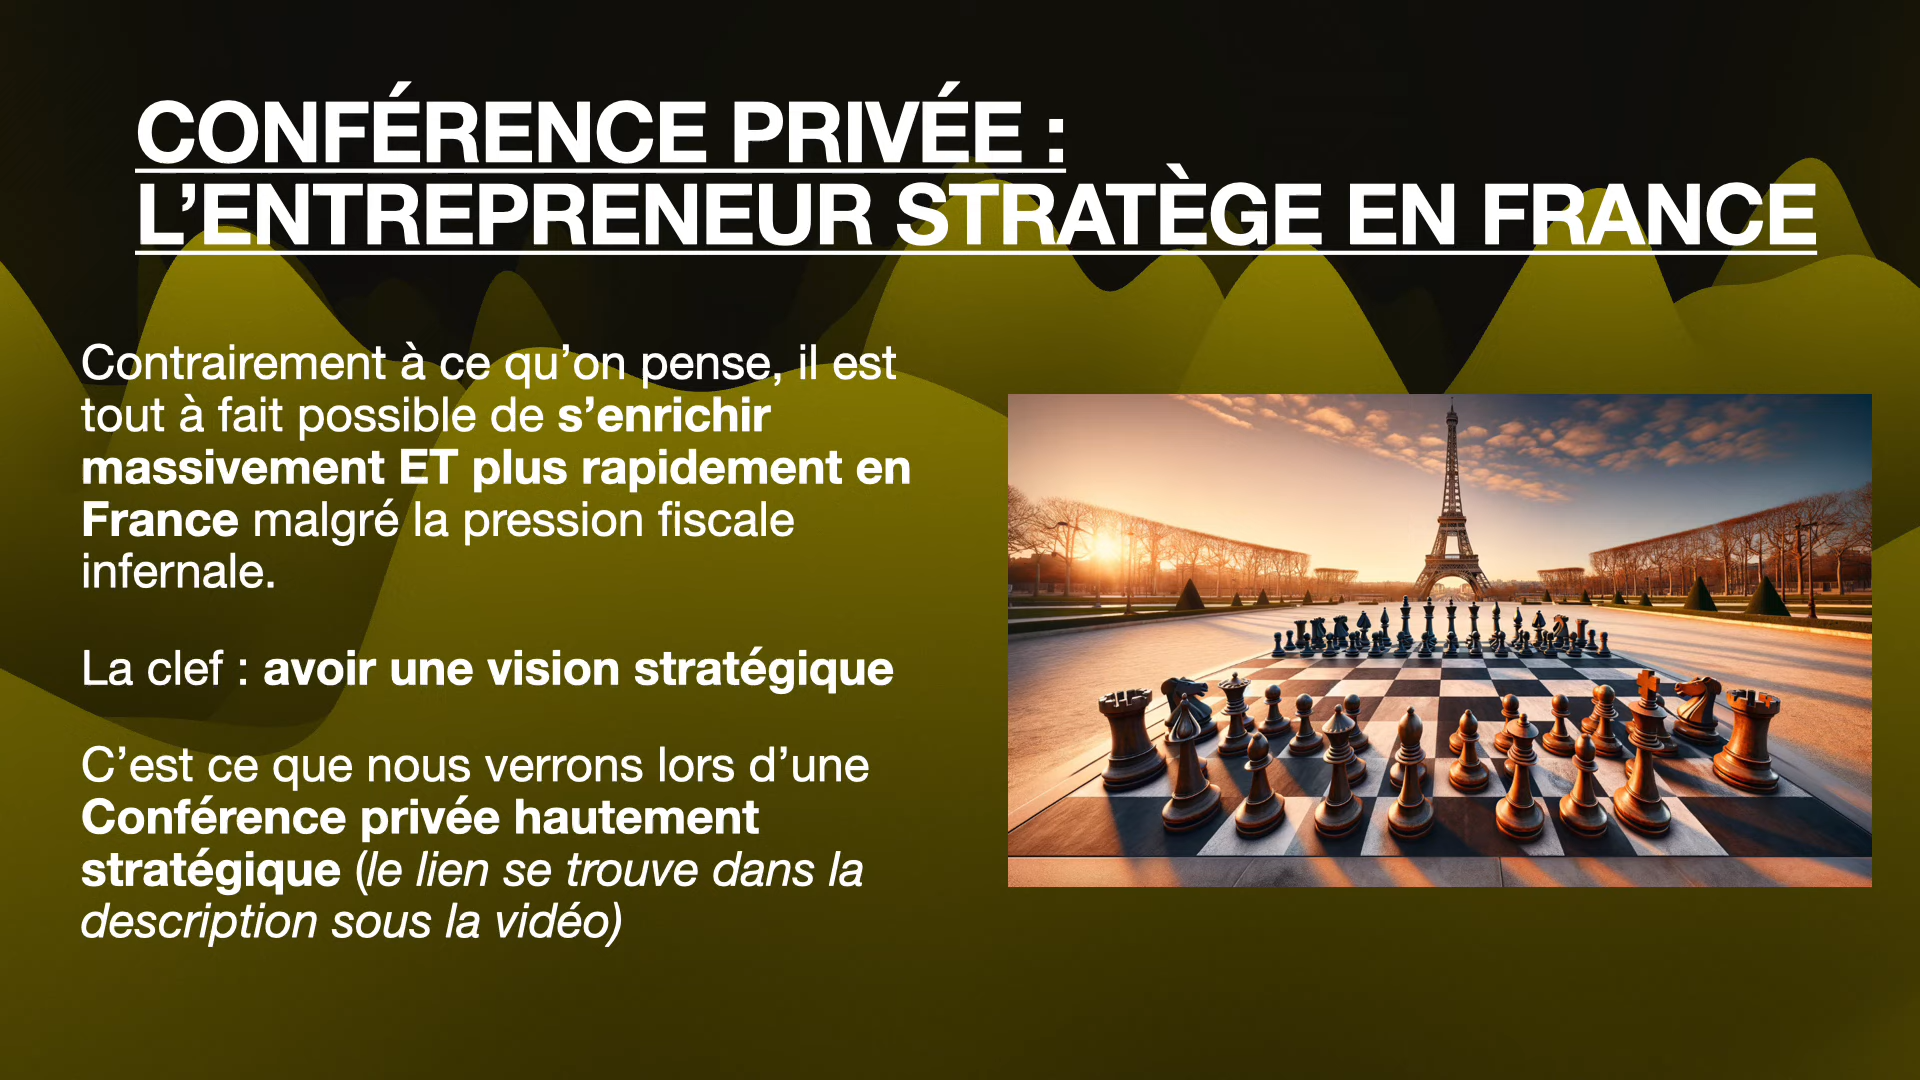 CONFÉRENCE PRIVÉE :
L’ENTREPRENEUR STRATÈGE EN FRANCE
Contrairement à ce qu’on pense, il est
tout à fait possible de s’enrichir
massivement ET plus rapidement en
France malgré la pression fiscale
infernale.
La clef : avoir une vision stratégique
C’est ce que nous verrons lors d’une
Conférence privée hautement
stratégique (le lien se trouve dans la
description sous la vidéo)